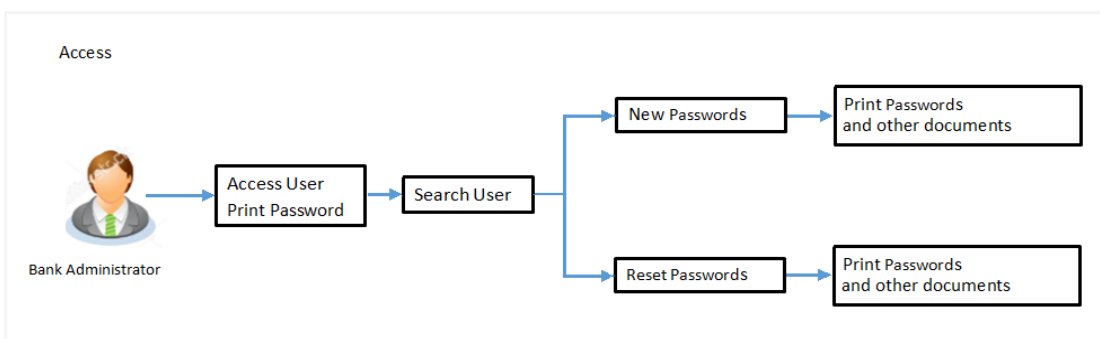 Access
Bank Administrator
Access User
Print Password
Search User
New Passwords
Print Passwords
and other documents
Reset Passwords
Print Passwords
and other documents